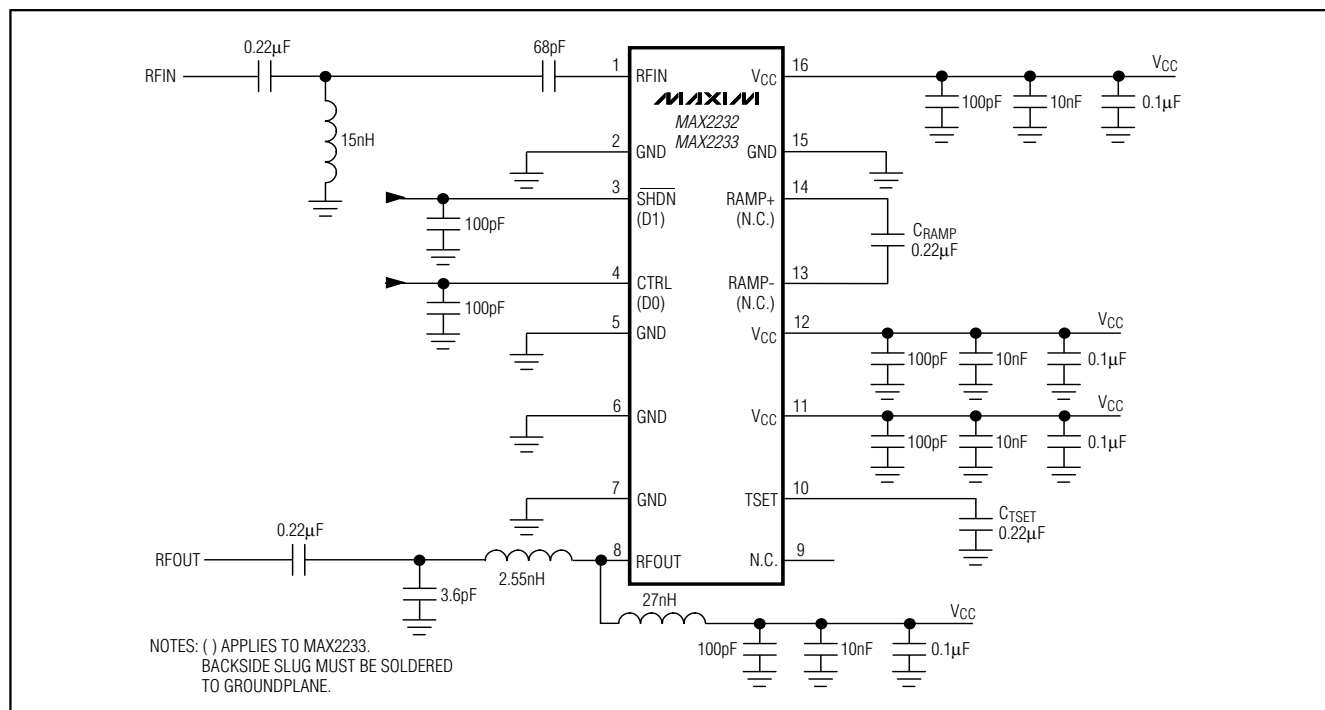 0.22μF
RFIN
15nH
68pF
1
RFIN
2
GND
3
SHDN
(D1)
100pF
4
CTRL
(D0)
100pF
5
GND
6
GND
7
GND
8
RFOUT
MAXIM
MAX2232
MAX2233
16
VCC
VCC
100pF
10nF
0.1μF
15
GND
14
RAMP+
(N.C.)
CRAMP
0.22μF
13
RAMP-
(N.C.)
12
VCC
VCC
100pF
10nF
0.1μF
11
VCC
VCC
100pF
10nF
0.1μF
10
TSET
CTSET
0.22μF
9
N.C.
RFOUT
0.22μF
3.6pF
2.55nH
27nH
VCC
100pF
10nF
0.1μF
NOTES: ( ) APPLIES TO MAX2233.
BACKSIDE SLUG MUST BE SOLDERED
TO GROUNDPLANE.